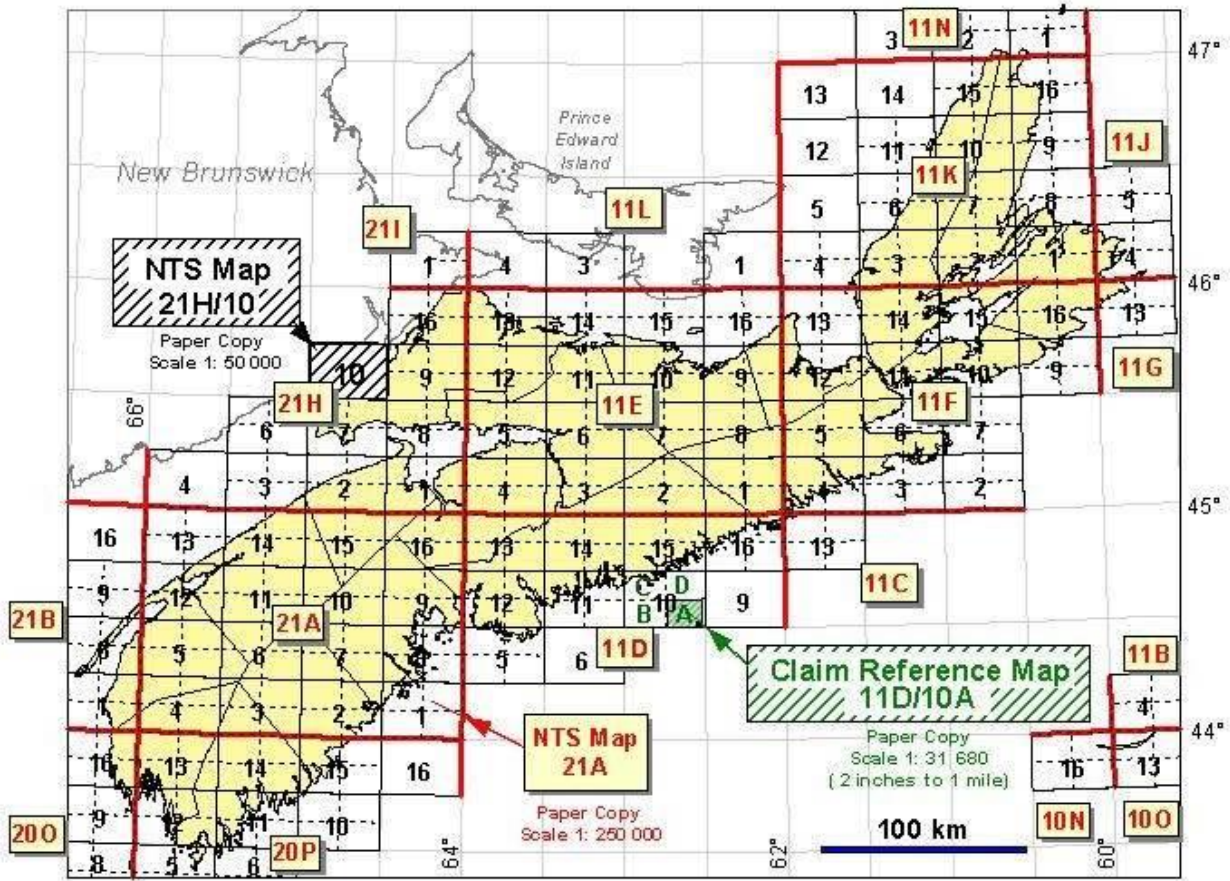 11N
3 2 1
47°
13 14 15 16
Prince
Edward
Island
11J
12 11 10 9
New Brunswick
11K
5 6 7 8 5
11L
21I
NTS Map
21H/10
1 4 3 1 4 3 1 4
46°
Paper Copy
Scale 1: 50 000
16 13 14 15 16 13 14 15 16 13
10 9 12 11 10 9 12 11 10 9
11G
21H
11E
11F
66°
6 7 8 5 6 7 8 5 6 7
4 3 2 1 4 3 2 1 4 3 2
45°
16 13 14 15 16 13 14 15 16 13
11C
C D
9 12 11 10 9 12 11 10 9
B A
21B
21A
8 5 6 7 8 5 6
11D
Claim Reference Map
11D/10A
11B
4
4 3 2 1
44°
NTS Map
21A
Paper Copy
Scale 1: 31 680
( 2 inches to 1 mile)
16 13 14 15 16
16 13
Paper Copy
Scale 1: 250 000
100 km
10N
10O
20O
9 11 10
20P
8 5 6
64°
62°
60°